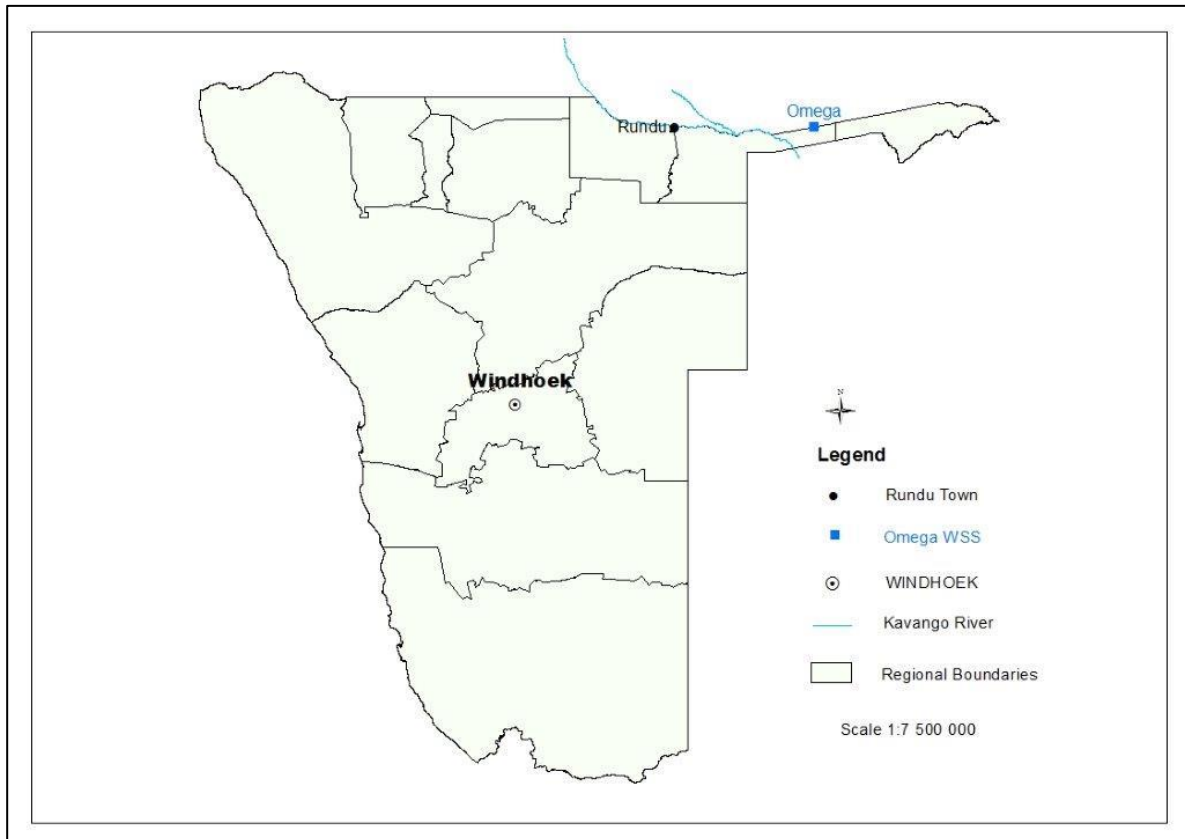 Omega
Rundu
Windhoek
N
Legend
Rundu Town
Omega WSS
WINDHOEK
Kavango River
Regional Boundaries
Scale 1:7 500 000